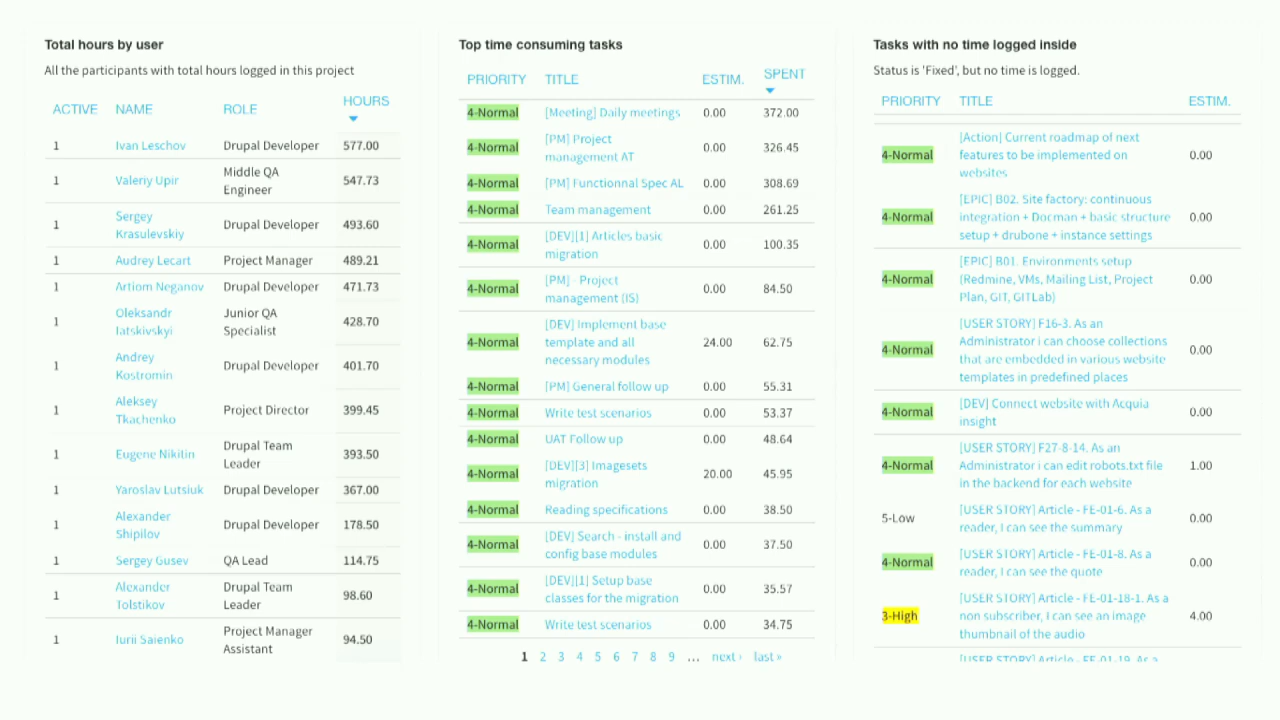 Total hours by user
All the participants with total hours logged in this project
ACTIVE NAME ROLE HOURS
1 Ivan Leschov Drupal Developer 577.00
1 Valeriy Upir Middle QA Engineer 547.73
1 Sergey Krasulevskiy Drupal Developer 493.60
1 Audrey Lecart Project Manager 489.21
1 Artiom Neganov Drupal Developer 471.73
1 Oleksandr Iatskivskyi Junior QA Specialist 428.70
1 Andrey Kostromin Drupal Developer 401.70
1 Aleksey Tkachenko Project Director 399.45
1 Eugene Nikitin Drupal Team Leader 393.50
1 Yaroslav Lutsiuk Drupal Developer 367.00
1 Alexander Shipilov Drupal Developer 178.50
1 Sergey Gusev QA Lead 114.75
1 Alexander Tolstikov Drupal Team Leader 98.60
1 Iurii Saienko Project Manager Assistant 94.50
Top time consuming tasks
PRIORITY TITLE ESTIM. SPENT
4-Normal [Meeting] Daily meetings 0.00 372.00
4-Normal [PM] Project management AT 0.00 326.45
4-Normal [PM] Functionnal Spec AL 0.00 308.69
4-Normal Team management 0.00 261.25
4-Normal [DEV][1] Articles basic migration 0.00 100.35
4-Normal [PM] - Project management (IS) 0.00 84.50
4-Normal [DEV] Implement base template and all necessary modules 24.00 62.75
4-Normal [PM] General follow up 0.00 55.31
4-Normal Write test scenarios 0.00 53.37
4-Normal UAT Follow up 0.00 48.64
4-Normal [DEV][3] Imagesets migration 20.00 45.95
4-Normal Reading specifications 0.00 38.50
4-Normal [DEV] Search - install and config base modules 0.00 37.50
4-Normal [DEV][1] Setup base classes for the migration 0.00 35.57
4-Normal Write test scenarios 0.00 34.75
1 2 3 4 5 6 7 8 9 ... next › last »
Tasks with no time logged inside
Status is 'Fixed', but no time is logged.
PRIORITY TITLE ESTIM.
4-Normal [Action] Current roadmap of next features to be implemented on websites 0.00
4-Normal [EPIC] B02. Site factory: continuous integration + Docman + basic structure setup + drubone + instance settings 0.00
4-Normal [EPIC] B01. Environments setup (Redmine, VMs, Mailing List, Project Plan, GIT, GITLab) 0.00
4-Normal [USER STORY] F16-3. As an Administrator i can choose collections that are embedded in various website templates in predefined places 0.00
4-Normal [DEV] Connect website with Acquia insight 0.00
4-Normal [USER STORY] F27-8-14. As an Administrator i can edit robots.txt file in the backend for each website 1.00
5-Low [USER STORY] Article - FE-01-6. As a reader, I can see the summary 0.00
4-Normal [USER STORY] Article - FE-01-8. As a reader, I can see the quote 0.00
3-High [USER STORY] Article - FE-01-18-1. As a non subscriber, I can see an image thumbnail of the audio 4.00
[USER STORY] Article - FE-01-19. As a